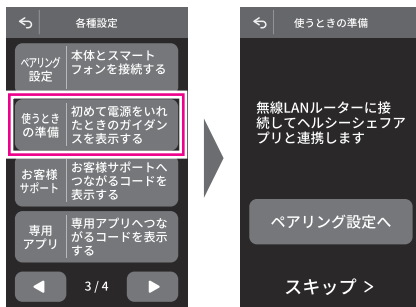 各種設定
ペアリング
設定
本体とスマート
フォンを接続する
使うとき
の準備
初めて電源をいれ
たときのガイダン
スを表示する
お客様
サポート
お客様サポートへ
つながるコードを
表示する
専用
アプリ
専用アプリへつな
がるコードを表示
する
3/4
使うときの準備
無線LANルーターに接
続してヘルシーシェフア
プリと連携します
ペアリング設定へ
スキップ >